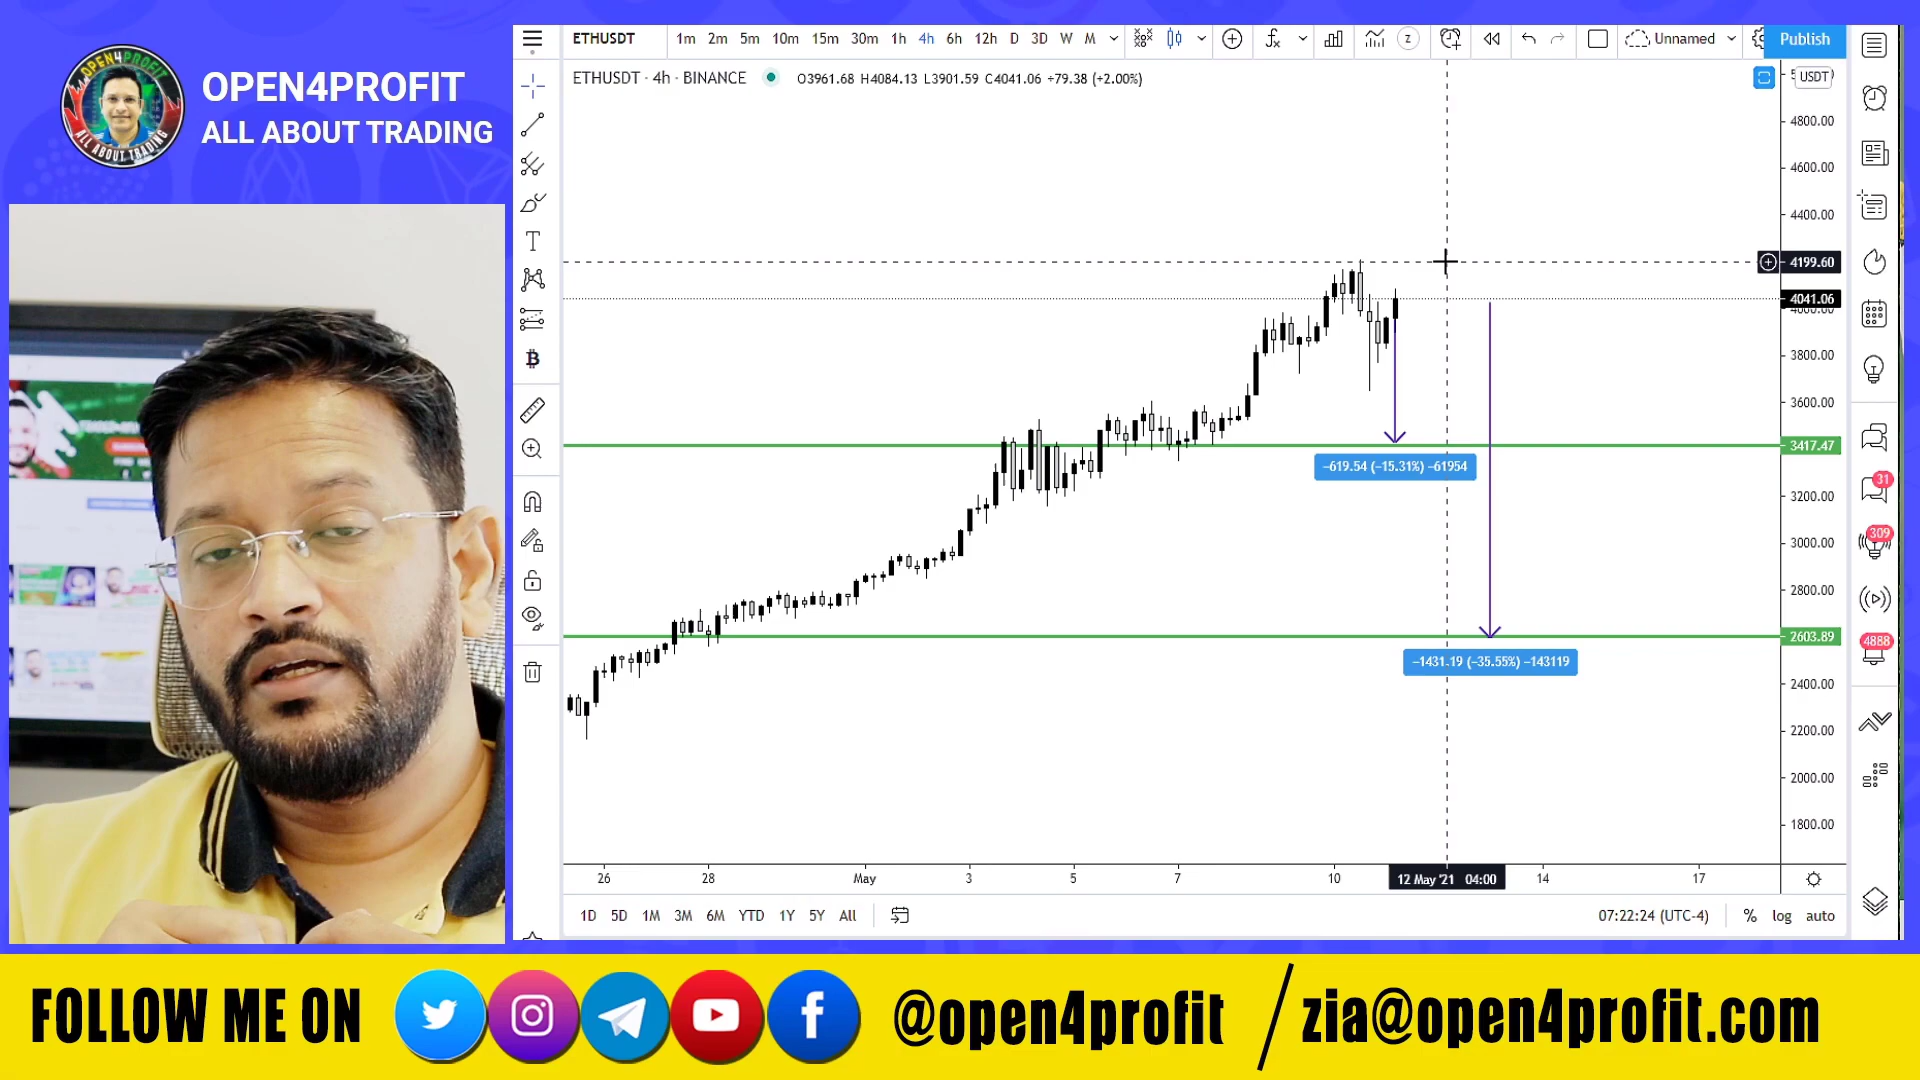 OPEN4PROFIT
ALL ABOUT TRADING
OPEN4PROFIT
ALL ABOUT TRADING
ETHUSDT 1m 2m 5m 10m 15m 30m 1h 4h 6h 12h D 3D W M Unnamed Publish
ETHUSDT · 4h · BINANCE O3961.68 H4084.13 L3901.59 C4041.06 +79.38 (+2.00%)
USDT
4800.00
4600.00
4400.00
4199.60
4041.06
4000.00
3800.00
3600.00
3417.47
−619.54 (−15.31%) −61954
3200.00
3000.00
2800.00
2603.89
−1431.19 (−35.55%) −143119
2400.00
2200.00
2000.00
1800.00
31
309
4888
26 28 May 3 5 7 10 12 May '21 04:00 14 17
1D 5D 1M 3M 6M YTD 1Y 5Y All 07:22:24 (UTC-4) % log auto
FOLLOW ME ON @open4profit / zia@open4profit.com